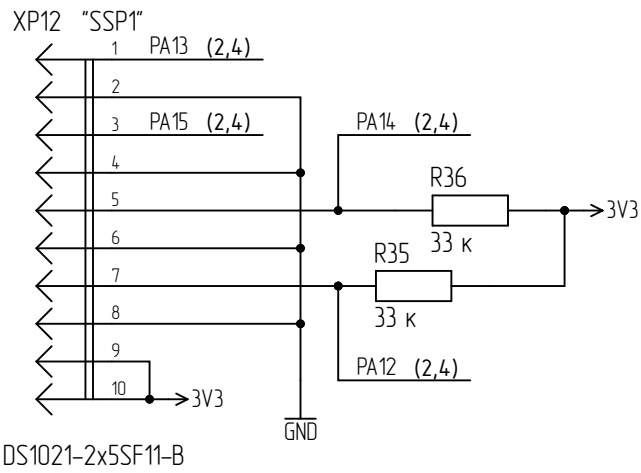 XP12 "SSP1"
1 PA13 (2,4)
2
3 PA15 (2,4)
PA14 (2,4)
4
R36
5
3V3
33 к
6
R35
7
33 к
8
PA12 (2,4)
9
10
3V3
GND
DS1021-2x5SF11-B